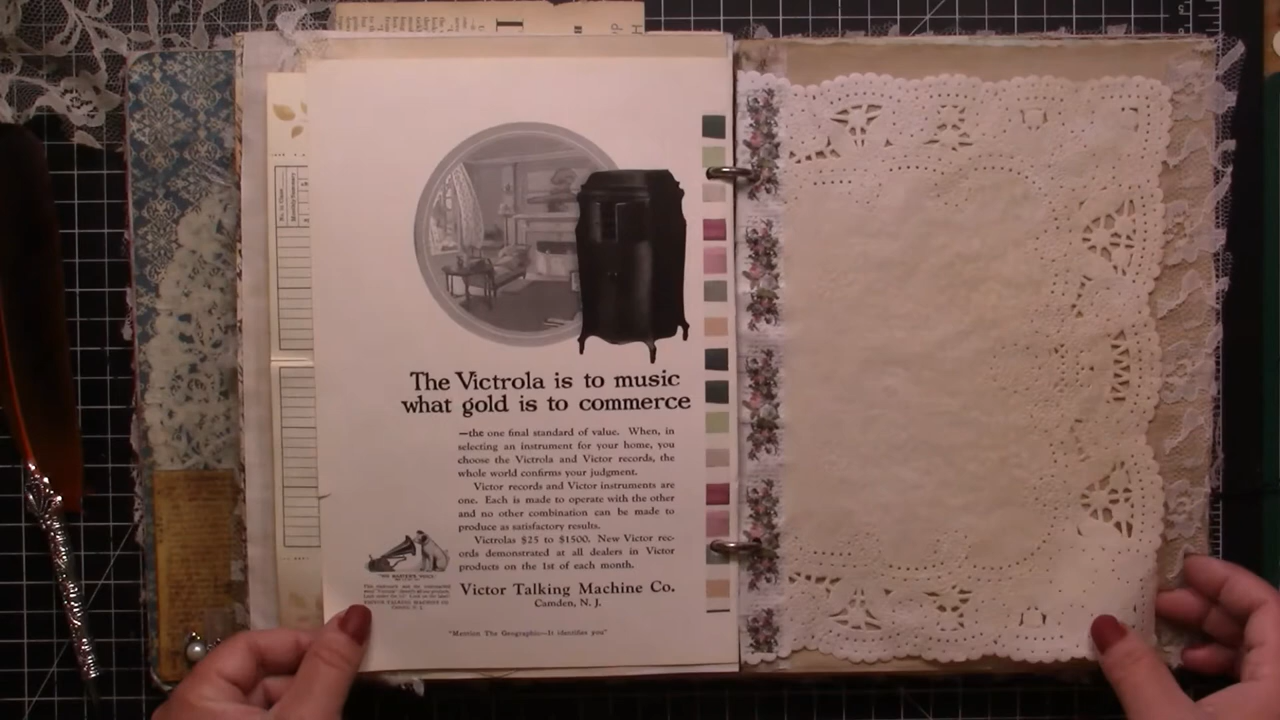 The Victrola is to music
what gold is to commerce
—the one final standard of value. When, in
selecting an instrument for your home, you
choose the Victrola and Victor records, the
whole world confirms your judgment.
Victor records and Victor instruments are
one. Each is made to operate with the other
and no other combination can be made to
produce as satisfactory results.
Victrolas $25 to $1500. New Victor rec-
ords demonstrated at all dealers in Victor
products on the 1st of each month.
"HIS MASTER'S VOICE"
Victor Talking Machine Co.
Camden, N. J.
"Mention The Geographic—It identifies you"